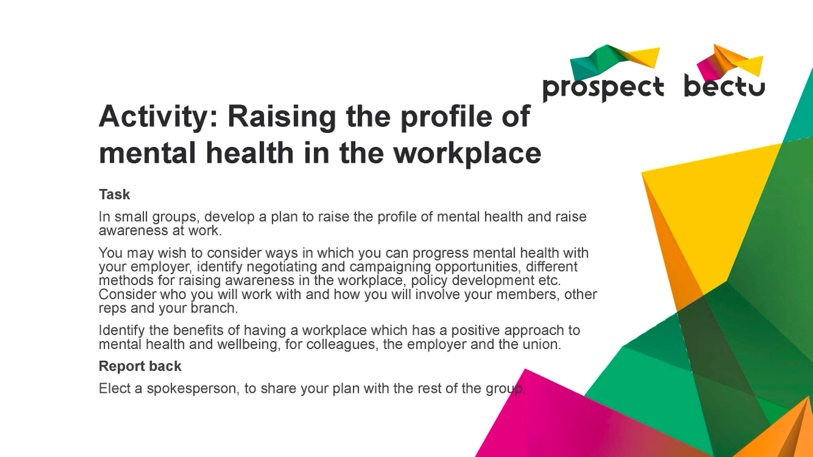 prospect bectu
Activity: Raising the profile of
mental health in the workplace
Task
In small groups, develop a plan to raise the profile of mental health and raise
awareness at work.
You may wish to consider ways in which you can progress mental health with
your employer, identify negotiating and campaigning opportunities, different
methods for raising awareness in the workplace, policy development etc.
Consider who you will work with and how you will involve your members, other
reps and your branch.
Identify the benefits of having a workplace which has a positive approach to
mental health and wellbeing, for colleagues, the employer and the union.
Report back
Elect a spokesperson, to share your plan with the rest of the group.